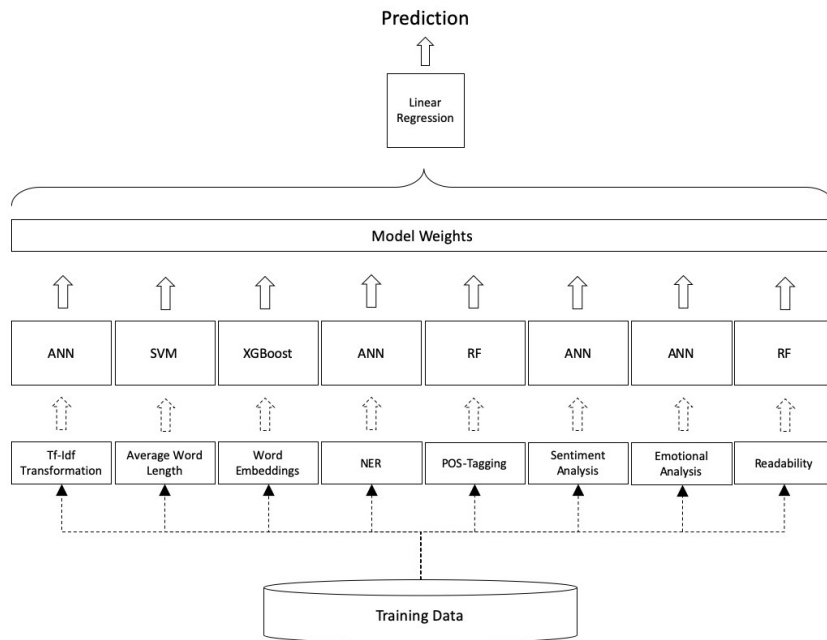 Prediction
Linear
Regression
Model Weights
ANN
SVM
XGBoost
ANN
RF
ANN
ANN
RF
Tf-Idf
Transformation
Average Word
Length
Word
Embeddings
NER
POS-Tagging
Sentiment
Analysis
Emotional
Analysis
Readability
Training Data